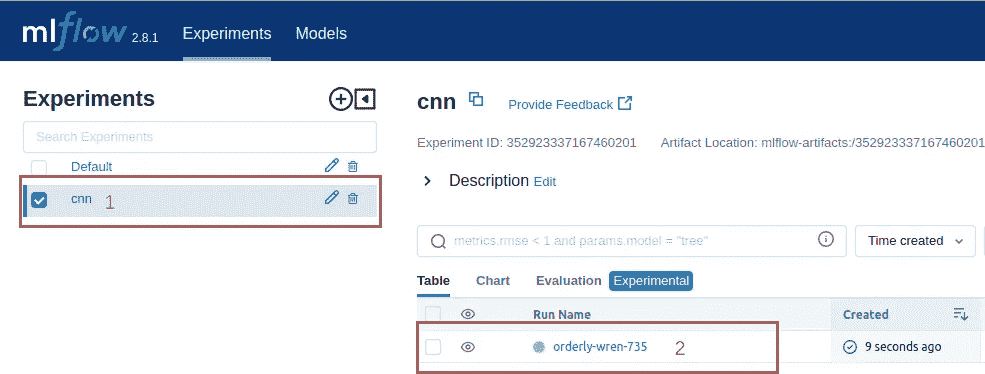 mlflow 2.8.1 Experiments Models
Experiments
Search Experiments
Default
cnn 1
cnn Provide Feedback
Experiment ID: 352923337167460201 Artifact Location: mlflow-artifacts:/352923337167460201
Description Edit
metrics.rmse < 1 and params.model = "tree"
Time created
Table Chart Evaluation Experimental
Run Name Created
orderly-wren-735 2 9 seconds ago